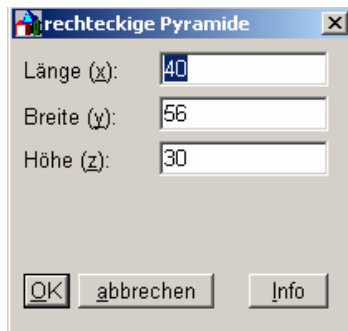 rechteckige Pyramide
Länge (x): 40
Breite (y): 56
Höhe (z): 30
OK abbrechen Info